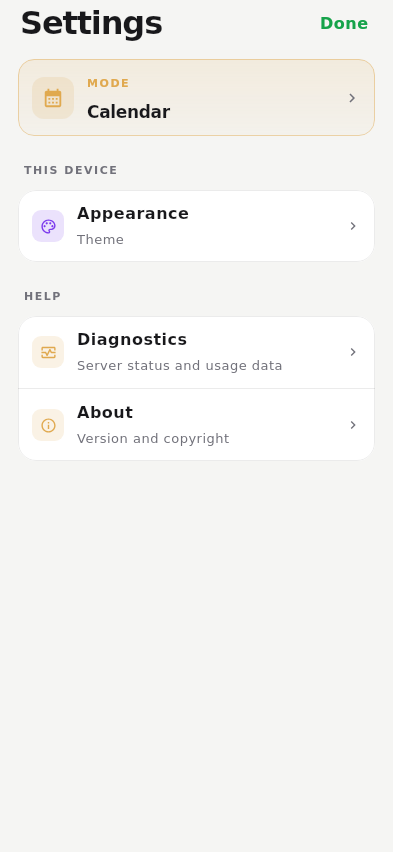 Settings
Done
MODE
Calendar
THIS DEVICE
Appearance
Theme
HELP
Diagnostics
Server status and usage data
About
Version and copyright